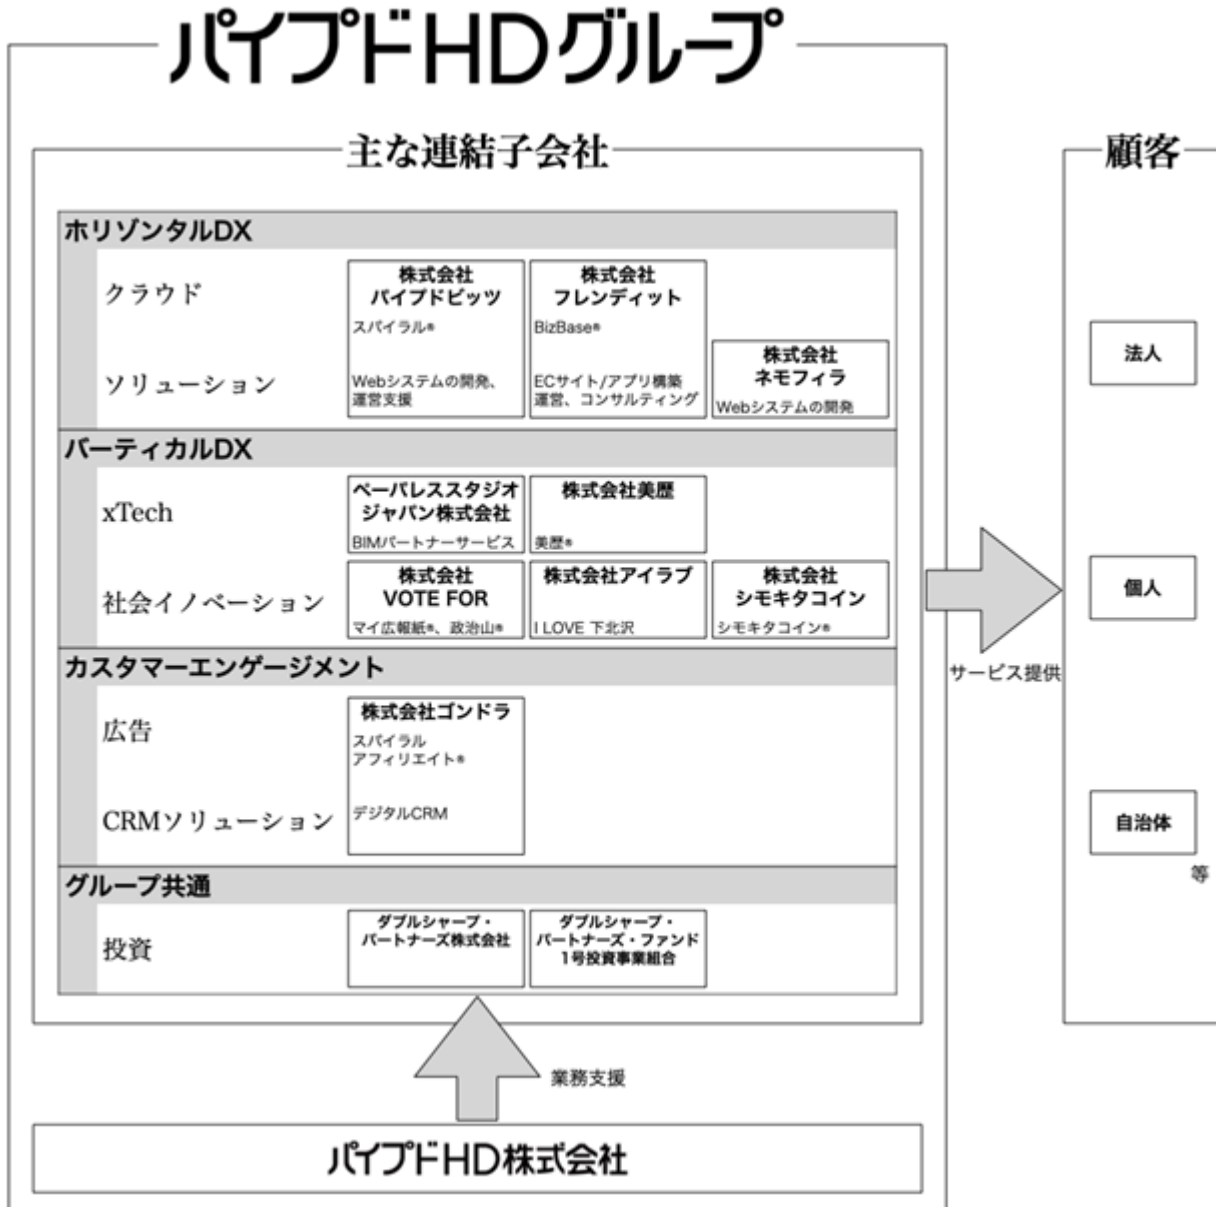 パイプドHDグループ
主な連結子会社
ホリゾンタルDX
クラウド
ソリューション
株式会社
パイプドビッツ
スパイラル®
Webシステムの開発、
運営支援
株式会社
フレンディット
BizBase®
ECサイト/アプリ構築
運営、コンサルティング
株式会社
ネモフィラ
Webシステムの開発
バーティカルDX
xTech
ペーパレススタジオ
ジャパン株式会社
BIMパートナーサービス
株式会社美歴
美歴®
社会イノベーション
株式会社
VOTE FOR
マイ広報紙®、政治山®
株式会社アイラブ
I LOVE 下北沢
株式会社
シモキタコイン
シモキタコイン®
カスタマーエンゲージメント
広告
CRMソリューション
株式会社ゴンドラ
スパイラル
アフィリエイト®
デジタルCRM
グループ共通
投資
ダブルシャープ・
パートナーズ株式会社
ダブルシャープ・
パートナーズ・ファンド
1号投資事業組合
業務支援
パイプドHD株式会社
サービス提供
顧客
法人
個人
自治体
等